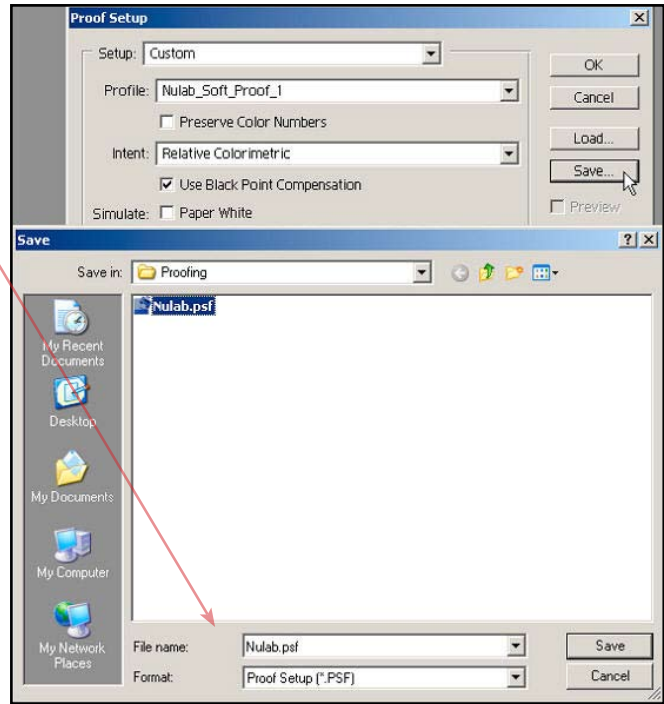 Proof Setup
Setup: Custom
OK
Profile: Nulab_Soft_Proof_1
Cancel
Preserve Color Numbers
Load...
Intent: Relative Colorimetric
Save...
Use Black Point Compensation
Preview
Simulate: Paper White
Save
Save in: Proofing
Nulab.psf
My Recent
Documents
Desktop
My Documents
My Computer
My Network
Places
File name: Nulab.psf
Save
Format: Proof Setup (*.PSF)
Cancel